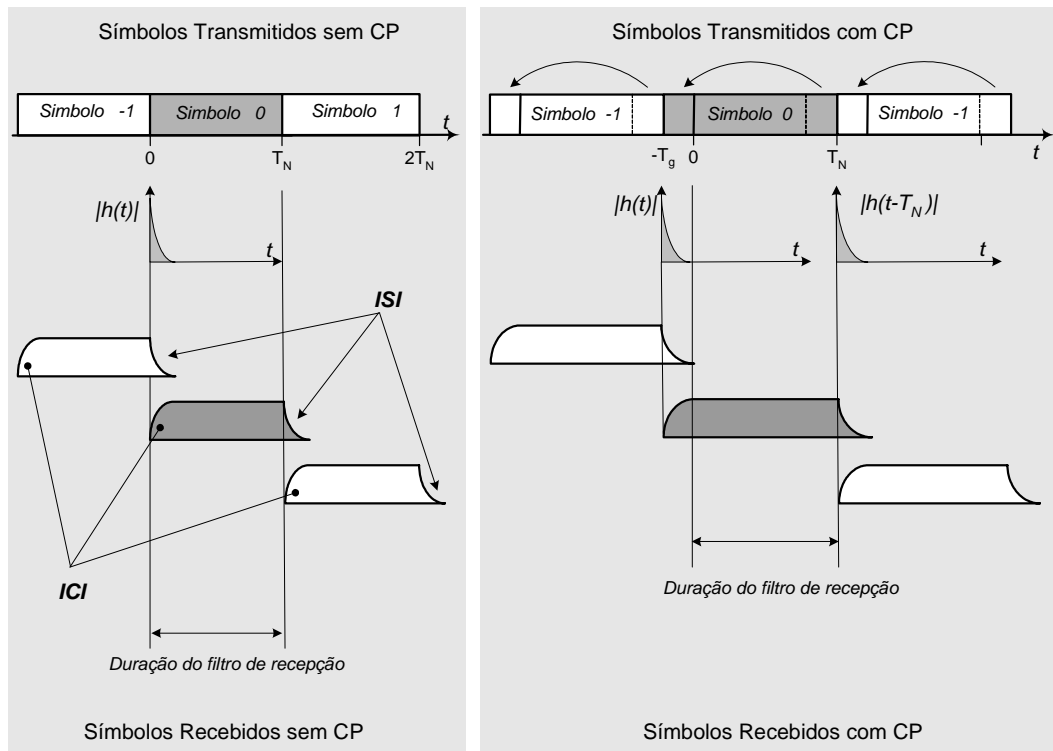 Símbolos Transmitidos sem CP
Simbolo -1 Simbolo 0 Simbolo 1
t
0 T_N 2T_N
|h(t)|
t
ISI
ICI
Duração do filtro de recepção
Símbolos Recebidos sem CP
Símbolos Transmitidos com CP
Simbolo -1 Simbolo 0 Simbolo -1
-T_g 0 T_N t
|h(t)| |h(t-T_N)|
t t
Duração do filtro de recepção
Símbolos Recebidos com CP